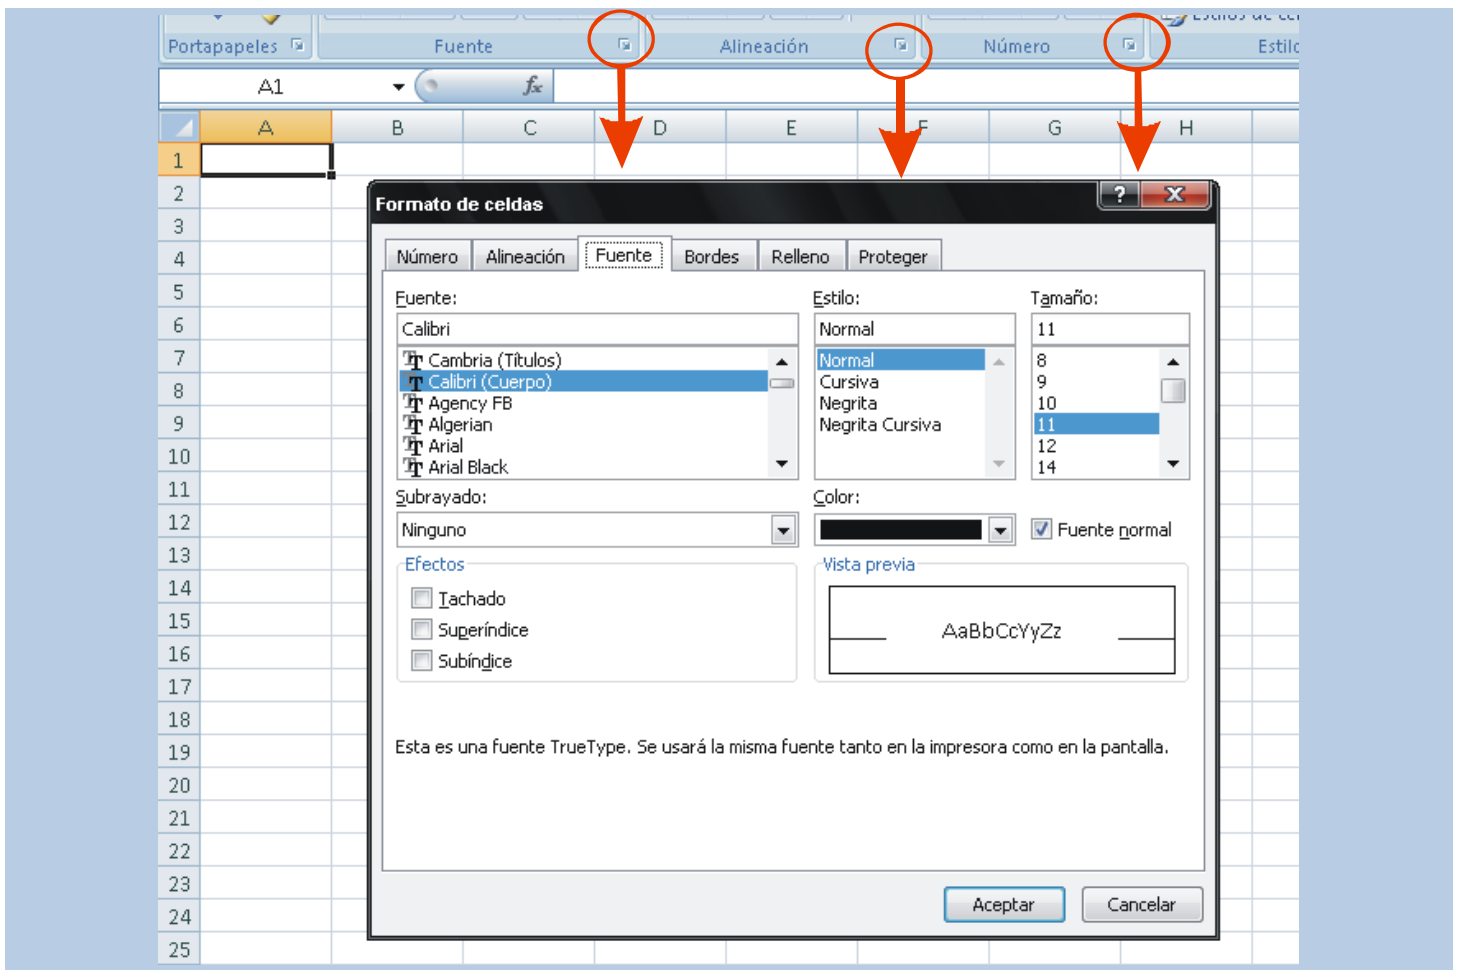 Portapapeles Fuente Alineación Número
A1 fx
A B C D E F G H
1
2
3
4
5
6
7
8
9
10
11
12
13
14
15
16
17
18
19
20
21
22
23
24
25
Formato de celdas ? X
Número Alineación Fuente Bordes Relleno Proteger
Fuente: Estilo: Tamaño:
Calibri Normal 11
Cambria (Títulos) Normal 8
Calibri (Cuerpo) Cursiva 9
Agency FB Negrita 10
Algerian Negrita Cursiva 11
Arial 12
Arial Black 14
Subrayado: Color:
Ninguno Fuente normal
Efectos Vista previa
Tachado
Superíndice AaBbCcYyZz
Subíndice
Esta es una fuente TrueType. Se usará la misma fuente tanto en la impresora como en la pantalla.
Aceptar Cancelar